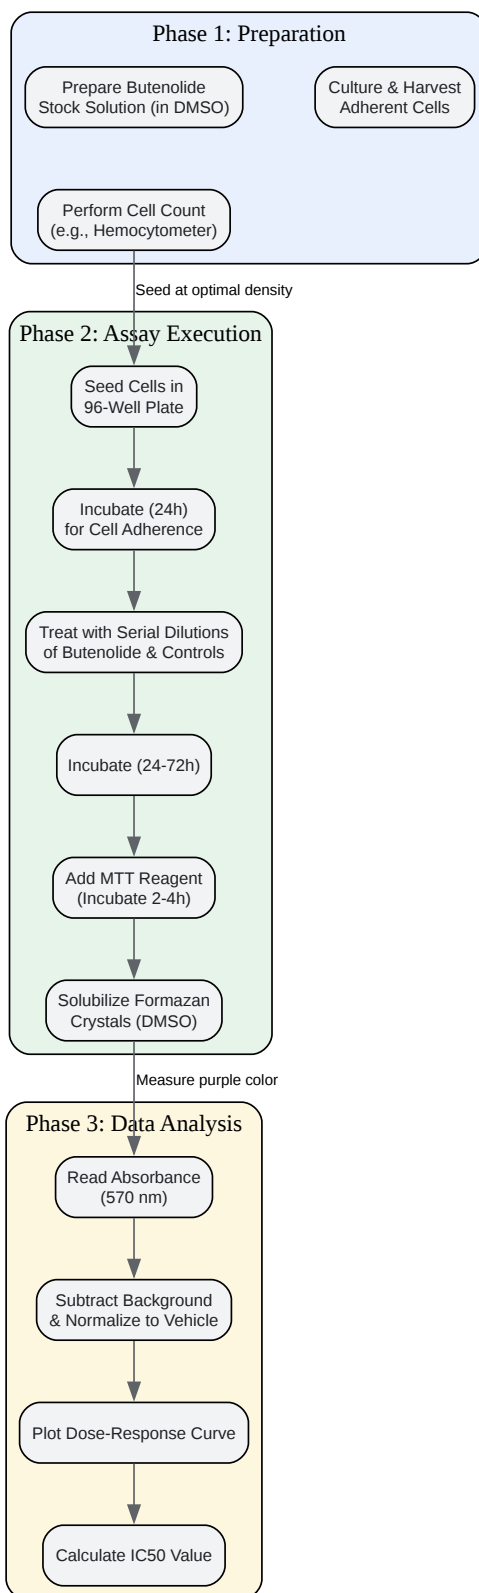 Phase 1: Preparation
Prepare Butenolide
Stock Solution (in DMSO)
Culture & Harvest
Adherent Cells
Perform Cell Count
(e.g., Hemocytometer)
Seed at optimal density
Phase 2: Assay Execution
Seed Cells in
96-Well Plate
Incubate (24h)
for Cell Adherence
Treat with Serial Dilutions
of Butenolide & Controls
Incubate (24-72h)
Add MTT Reagent
(Incubate 2-4h)
Solubilize Formazan
Crystals (DMSO)
Measure purple color
Phase 3: Data Analysis
Read Absorbance
(570 nm)
Subtract Background
& Normalize to Vehicle
Plot Dose-Response Curve
Calculate IC50 Value